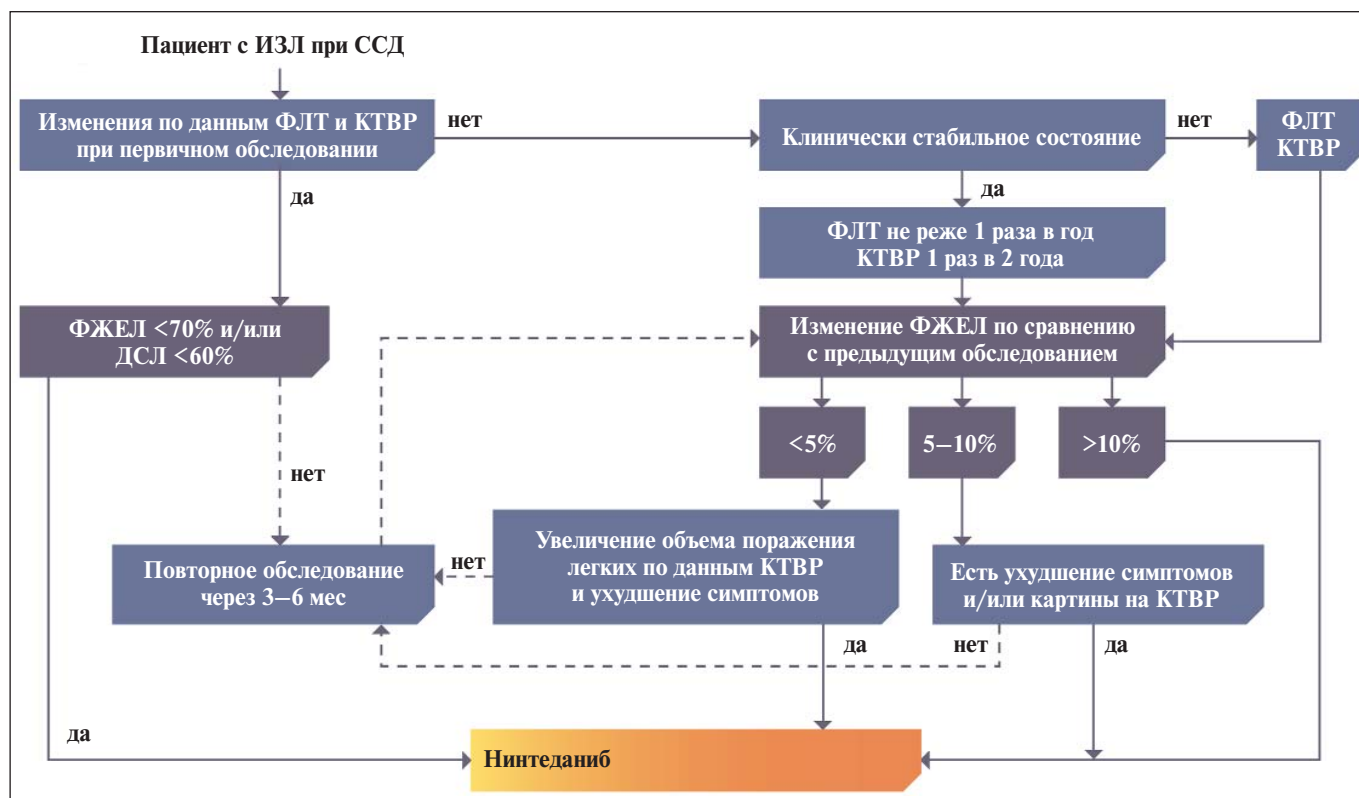 Пациент с ИЗЛ при ССД
Изменения по данным ФЛТ и КТВР
при первичном обследовании
нет
Клинически стабильное состояние
нет
ФЛТ
КТВР
да
да
ФЛТ не реже 1 раза в год
КТВР 1 раз в 2 года
ФЖЕЛ <70% и/или
ДСЛ <60%
Изменение ФЖЕЛ по сравнению
с предыдущим обследованием
<5%
5–10%
>10%
нет
Повторное обследование
через 3–6 мес
нет
Увеличение объема поражения
легких по данным КТВР
и ухудшение симптомов
Есть ухудшение симптомов
и/или картины на КТВР
да
нет
да
да
Нинтеданиб